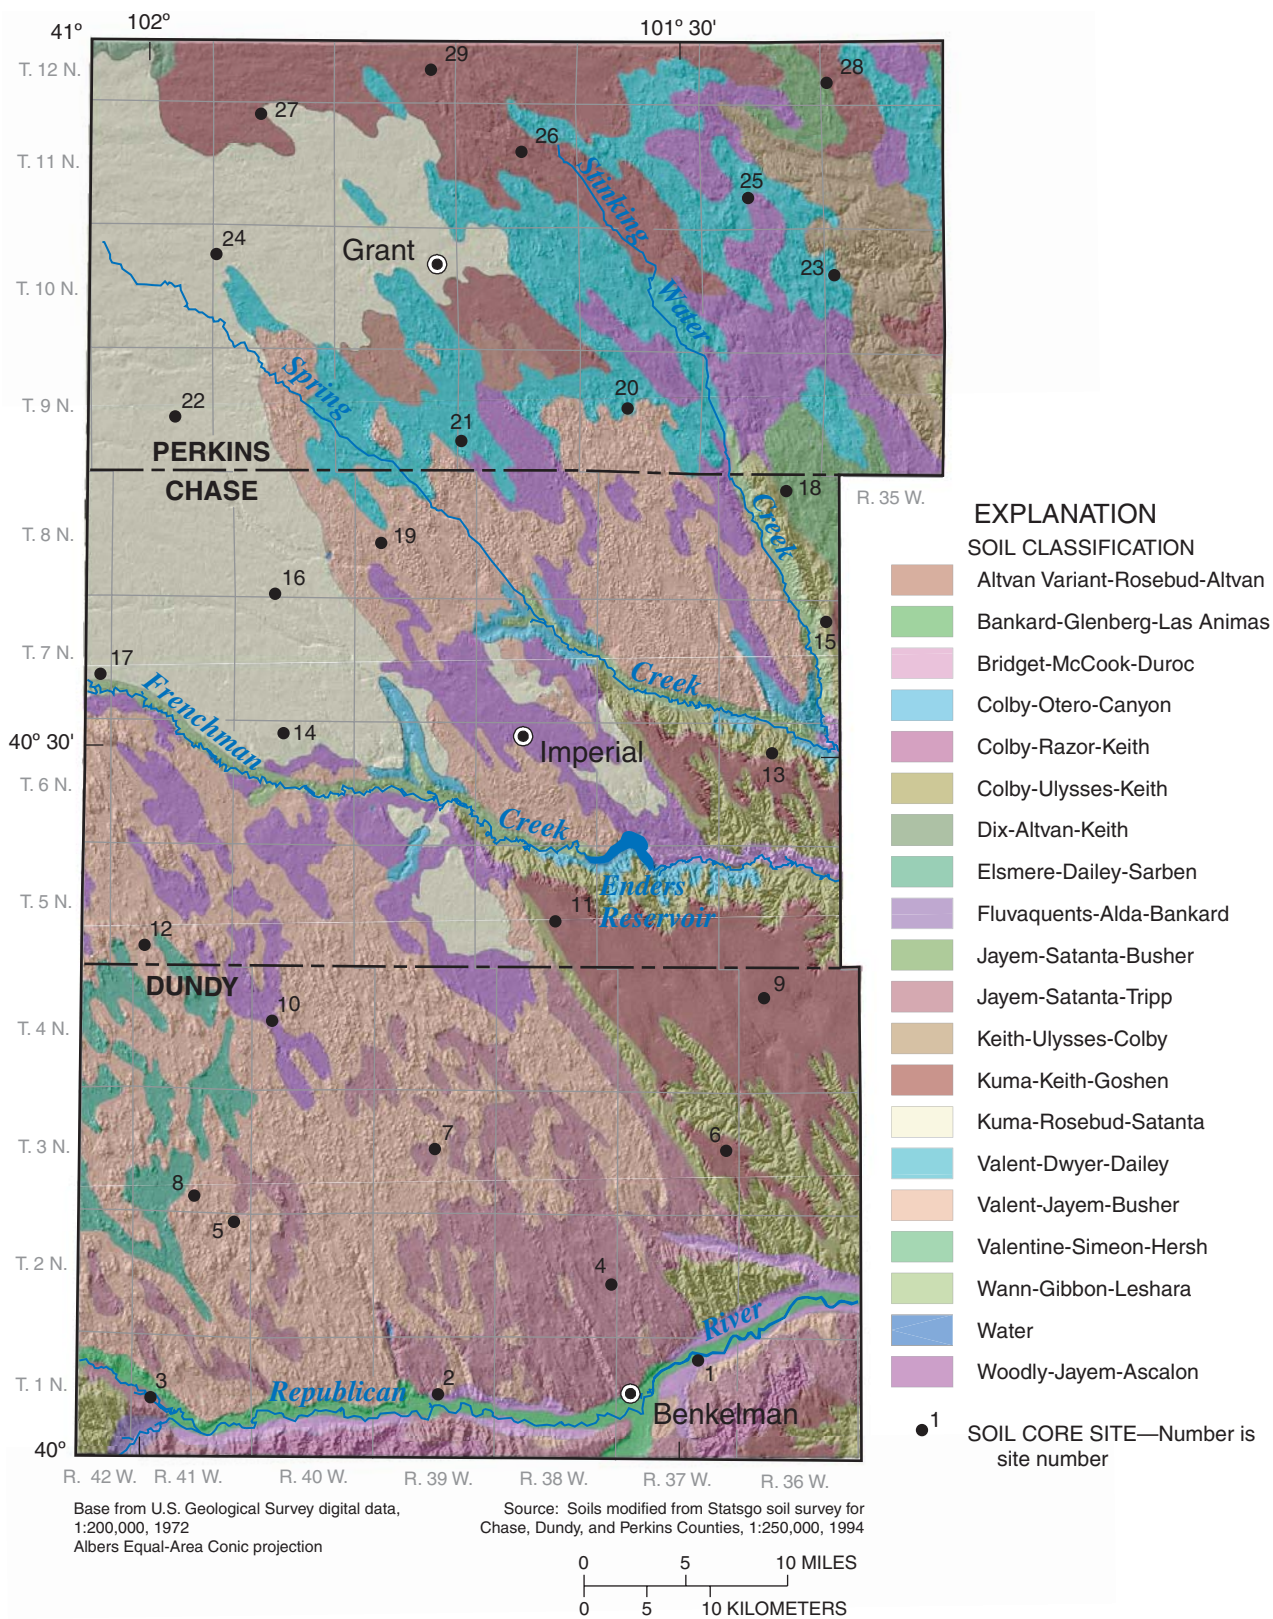 102°
101° 30'
41°
T. 12 N.
29
28
27
26
T. 11 N.
Stinking
25
24
Grant
23
T. 10 N.
Water
Spring
20
T. 9 N.
22
21
PERKINS
CHASE
18
R. 35 W.
Creek
T. 8 N.
19
16
15
T. 7 N.
17
Frenchman
Creek
14
40° 30'
Imperial
13
T. 6 N.
Creek
Enders
Reservoir
T. 5 N.
11
12
DUNDY
9
10
T. 4 N.
7
6
T. 3 N.
8
5
T. 2 N.
4
River
1
T. 1 N.
3
Republican
2
Benkelman
40°
R. 42 W.
R. 41 W.
R. 40 W.
R. 39 W.
R. 38 W.
R. 37 W.
R. 36 W.
EXPLANATION
SOIL CLASSIFICATION
Altvan Variant-Rosebud-Altvan
Bankard-Glenberg-Las Animas
Bridget-McCook-Duroc
Colby-Otero-Canyon
Colby-Razor-Keith
Colby-Ulysses-Keith
Dix-Altvan-Keith
Elsmere-Dailey-Sarben
Fluvaquents-Alda-Bankard
Jayem-Satanta-Busher
Jayem-Satanta-Tripp
Keith-Ulysses-Colby
Kuma-Keith-Goshen
Kuma-Rosebud-Satanta
Valent-Dwyer-Dailey
Valent-Jayem-Busher
Valentine-Simeon-Hersh
Wann-Gibbon-Leshara
Water
Woodly-Jayem-Ascalon
1
SOIL CORE SITE—Number is
site number
Base from U.S. Geological Survey digital data,
1:200,000, 1972
Albers Equal-Area Conic projection
Source: Soils modified from Statsgo soil survey for
Chase, Dundy, and Perkins Counties, 1:250,000, 1994
0 5 10 MILES
0 5 10 KILOMETERS